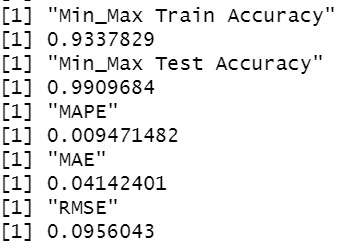 [1] "Min_Max Train Accuracy"
[1] 0.9337829
[1] "Min_Max Test Accuracy"
[1] 0.9909684
[1] "MAPE"
[1] 0.009471482
[1] "MAE"
[1] 0.04142401
[1] "RMSE"
[1] 0.0956043